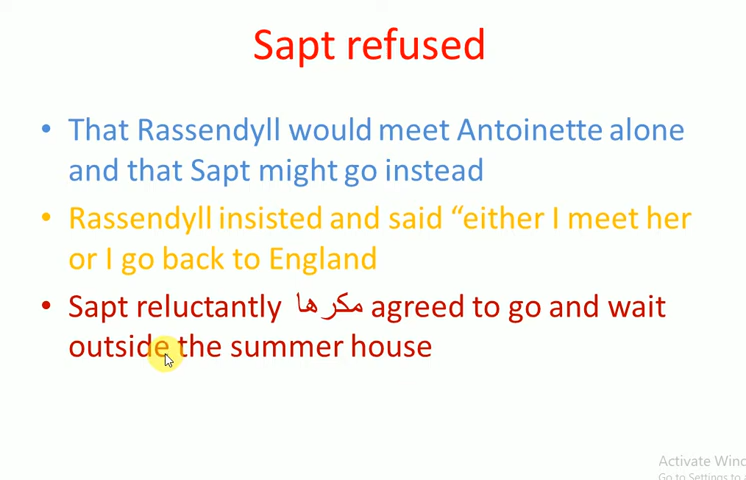 Sapt refused
• That Rassendyll would meet Antoinette alone
and that Sapt might go instead
• Rassendyll insisted and said “either I meet her
or I go back to England
• Sapt reluctantly مكرها agreed to go and wait
outside the summer house
Activate Winc
Go to Settings to a